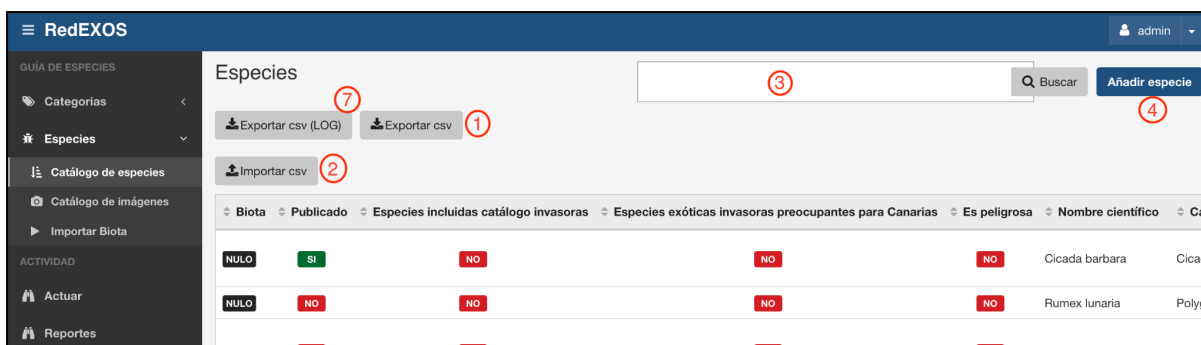 RedEXOS
admin
GUÍA DE ESPECIES
Categorias
Especies
Catálogo de especies
Catálogo de imágenes
Importar Biota
ACTIVIDAD
Actuar
Reportes
Especies
3
Buscar
Añadir especie
4
7
Exportar csv (LOG)
Exportar csv
1
Importar csv
2
Biota Publicado Especies incluidas catálogo invasoras Especies exóticas invasoras preocupantes para Canarias Es peligrosa Nombre científico Ca
NULO SI NO NO NO Cicada barbara Cica
NULO NO NO NO NO Rumex lunaria Poly